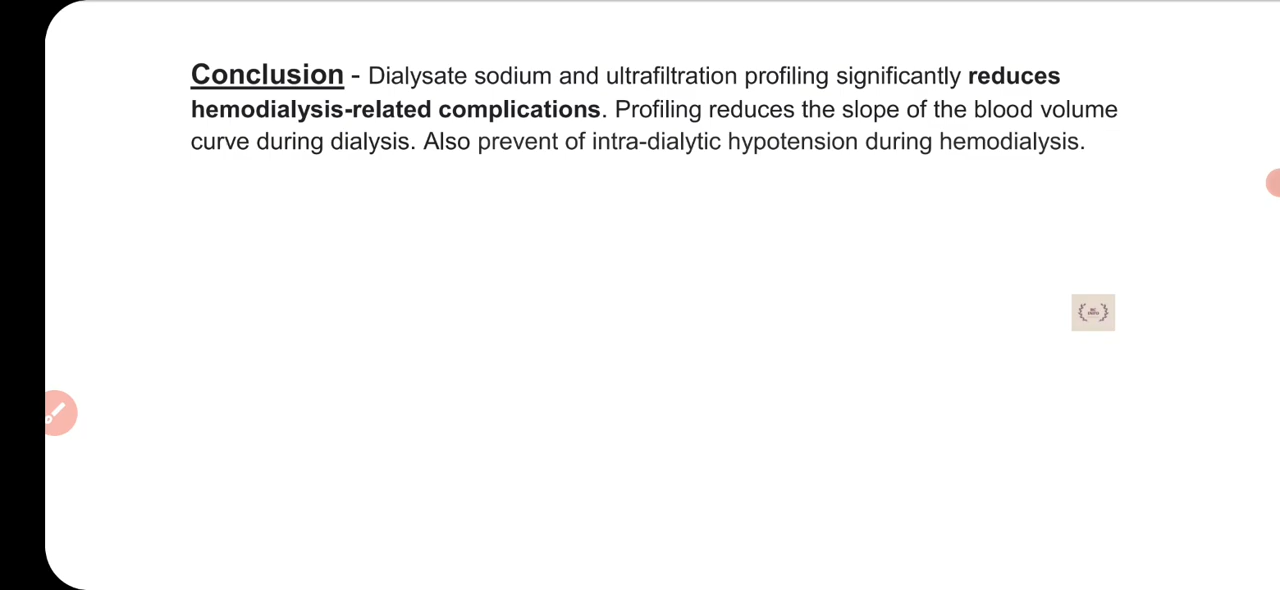 Conclusion - Dialysate sodium and ultrafiltration profiling significantly reduces
hemodialysis-related complications. Profiling reduces the slope of the blood volume
curve during dialysis. Also prevent of intra-dialytic hypotension during hemodialysis.